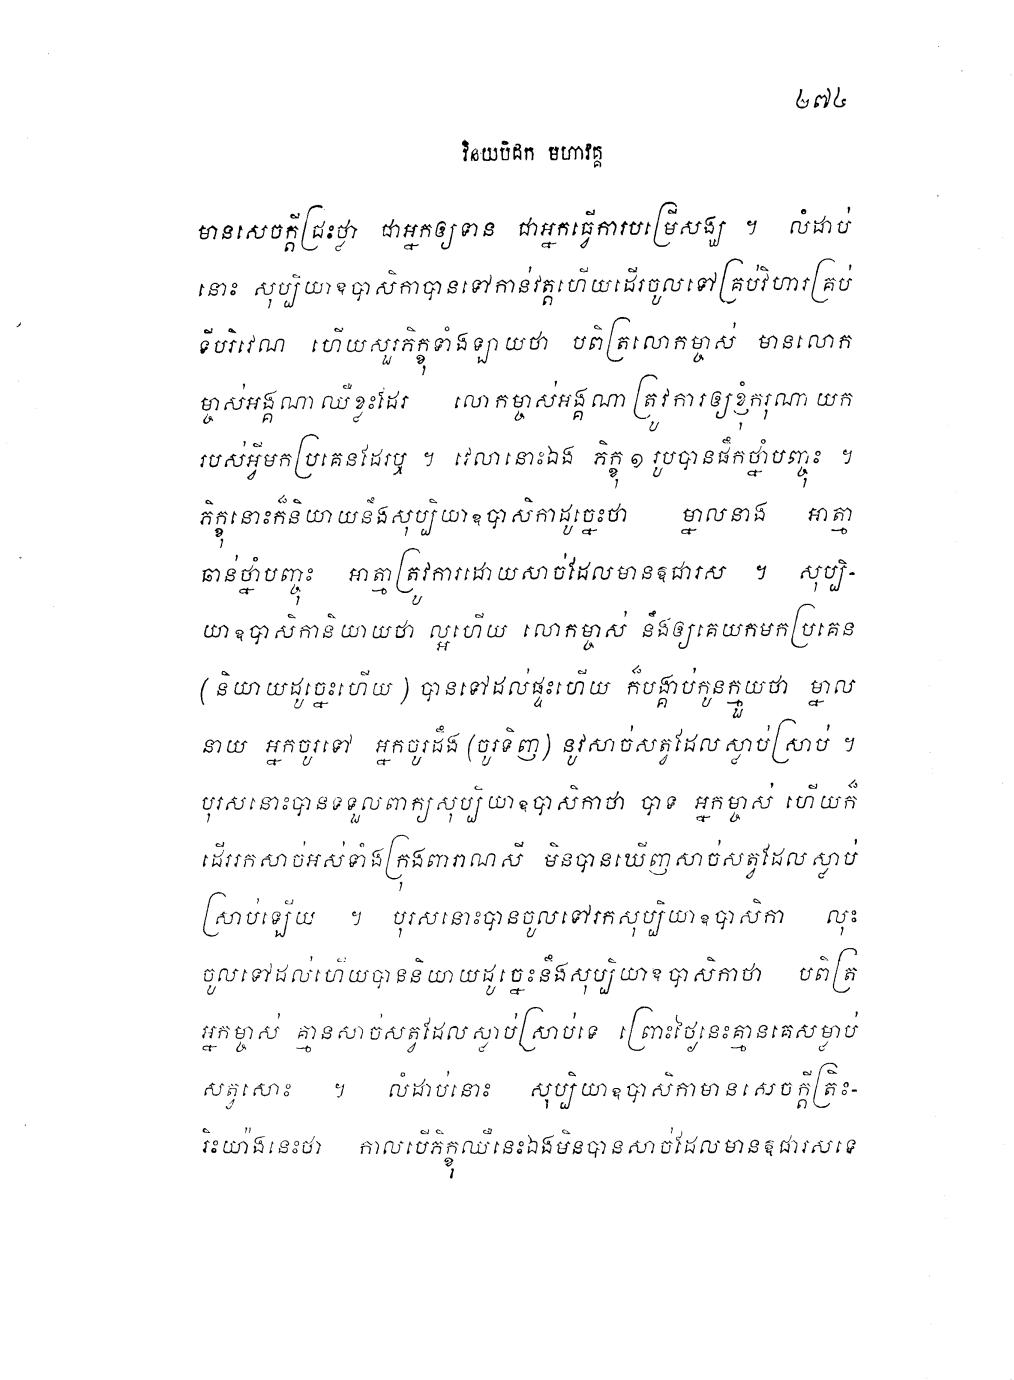 ២៧៤
វិនយបិដក មហាវគ្គ
មានសេចក្តីជ្រះថ្លា ជាអ្នកឲ្យទាន ជាអ្នកធ្វើការបម្រើសង្ឃ ។ លំដាប់
នោះ សុប្បិយាឧបាសិកាបានទៅកាន់វត្តហើយដើរចូលទៅគ្រប់វិហារគ្រប់
ទីបរិវេណ ហើយសួរភិក្ខុទាំងឡាយថា បពិត្រលោកម្ចាស់ មានលោក
ម្ចាស់អង្គណាឈឺខ្លះដែរ លោកម្ចាស់អង្គណាត្រូវការឲ្យខ្ញុំករុណាយក
របស់អ្វីមកប្រគេនដែរឬ ។ វេលានោះឯង ភិក្ខុ១រូបបានផឹកថ្នាំបញ្ចុះ ។
ភិក្ខុនោះក៏និយាយនឹងសុប្បិយាឧបាសិកាដូច្នេះថា ម្នាលនាង អាត្មា
ឆាន់ថ្នាំបញ្ចុះ អាត្មាត្រូវការដោយសាច់ដែលមានឧជារស ។ សុប្បិ-
យាឧបាសិកានិយាយថា ល្អហើយ លោកម្ចាស់ នឹងឲ្យគេយកមកប្រគេន
(និយាយដូច្នេះហើយ) បានទៅដល់ផ្ទះហើយ ក៏បង្គាប់កូនក្មួយថា ម្នាល
នាយ អ្នកចូរទៅ អ្នកចូរដឹង (ចូរទិញ) នូវសាច់សត្វដែលស្លាប់ស្រាប់ ។
បុរសនោះបានទទួលពាក្យសុប្បិយាឧបាសិកាថា បាទ អ្នកម្ចាស់ ហើយក៏
ដើររកសាច់អស់ទាំងក្រុងពារាណសី មិនបានឃើញសាច់សត្វដែលស្លាប់
ស្រាប់ឡើយ ។ បុរសនោះបានចូលទៅរកសុប្បិយាឧបាសិកា លុះ
ចូលទៅដល់ហើយបាននិយាយដូច្នេះនឹងសុប្បិយាឧបាសិកាថា បពិត្រ
អ្នកម្ចាស់ គ្មានសាច់សត្វដែលស្លាប់ស្រាប់ទេ ព្រោះថ្ងៃនេះគ្មានគេសម្លាប់
សត្វសោះ ។ លំដាប់នោះ សុប្បិយាឧបាសិកាមានសេចក្តីត្រិះ-
រិះយ៉ាងនេះថា កាលបើភិក្ខុឈឺនេះឯងមិនបានសាច់ដែលមានឧជារសទេ